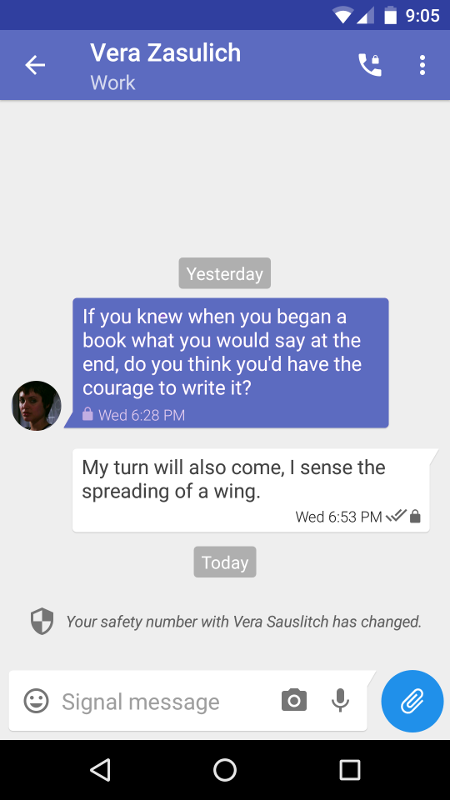 9:05
Vera Zasulich
Work
Yesterday
If you knew when you began a
book what you would say at the
end, do you think you'd have the
courage to write it?
Wed 6:28 PM
My turn will also come, I sense the
spreading of a wing.
Wed 6:53 PM
Today
Your safety number with Vera Sauslitch has changed.
Signal message